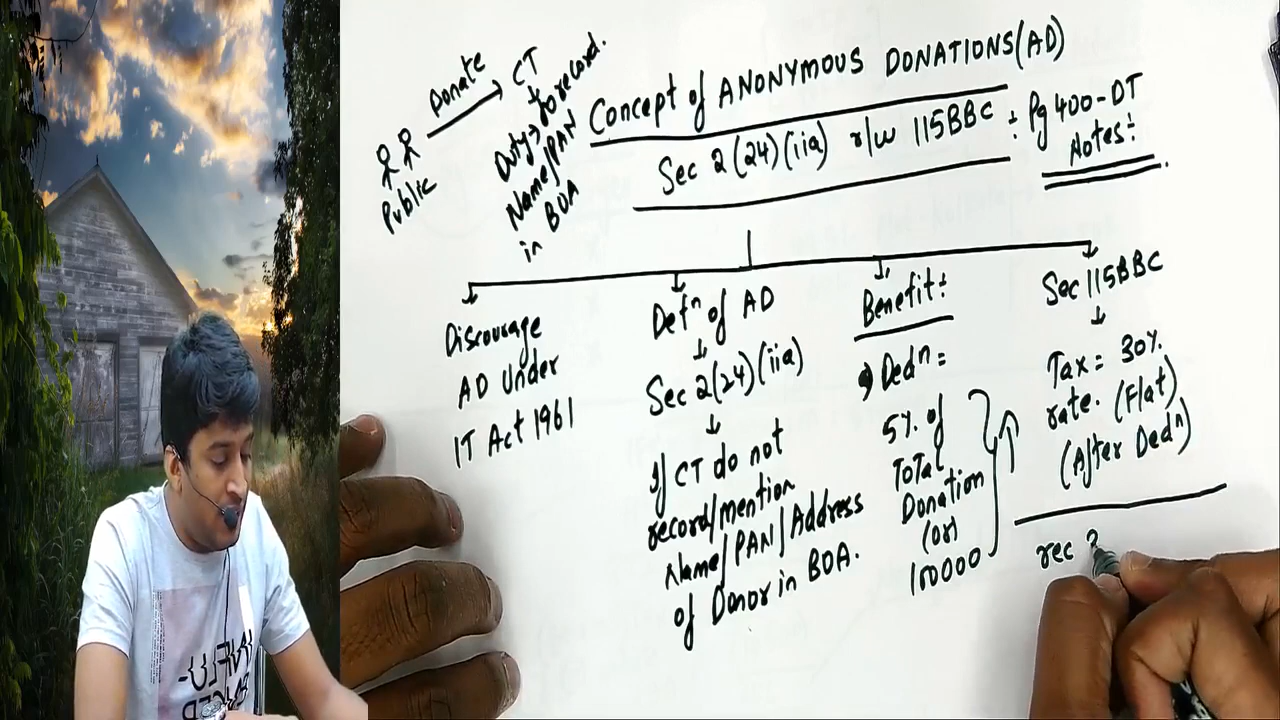 Concept of ANONYMOUS DONATIONS (AD)
Sec 2(24)(iia) r/w 115BBC ÷ Pg 400-DT
Notes÷
Public
Donate
CT
Duty→ to record.
Name/PAN
in BOA
Discourage
AD Under
IT Act 1961
Defn of AD
Sec 2(24)(iia)
If CT do not
record/mention
Name/PAN/Address
of Donor in BOA.
Benefit÷
Dedn =
5% of
Total
Donation
(or)
100000
Sec 115BBC
Tax = 30%
rate. (Flat)
(After Dedn)
rec